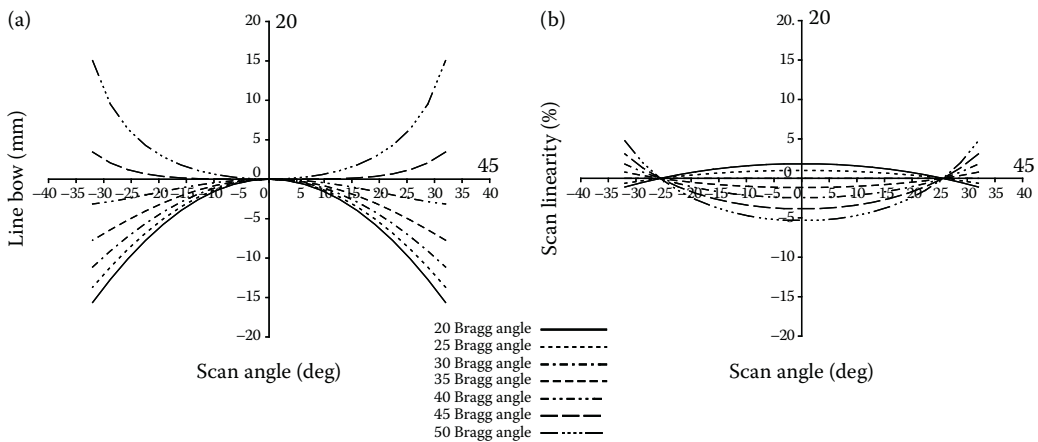 (a)
20
20
15
10
5
45
–40 –35 –30 –25 –20 –15 –10 –5 0 5 10 15 20 25 30 35 40
–5
–10
–15
–20
Line bow (mm)
Scan angle (deg)
(b)
20.
20
15
10
5
45
–40 –35 –30 –25 –20 –15 –10 –5 0 5 10 15 20 25 30 35 40
–5
–10
–15
–20
Scan linearity (%)
Scan angle (deg)
20 Bragg angle
25 Bragg angle
30 Bragg angle
35 Bragg angle
40 Bragg angle
45 Bragg angle
50 Bragg angle